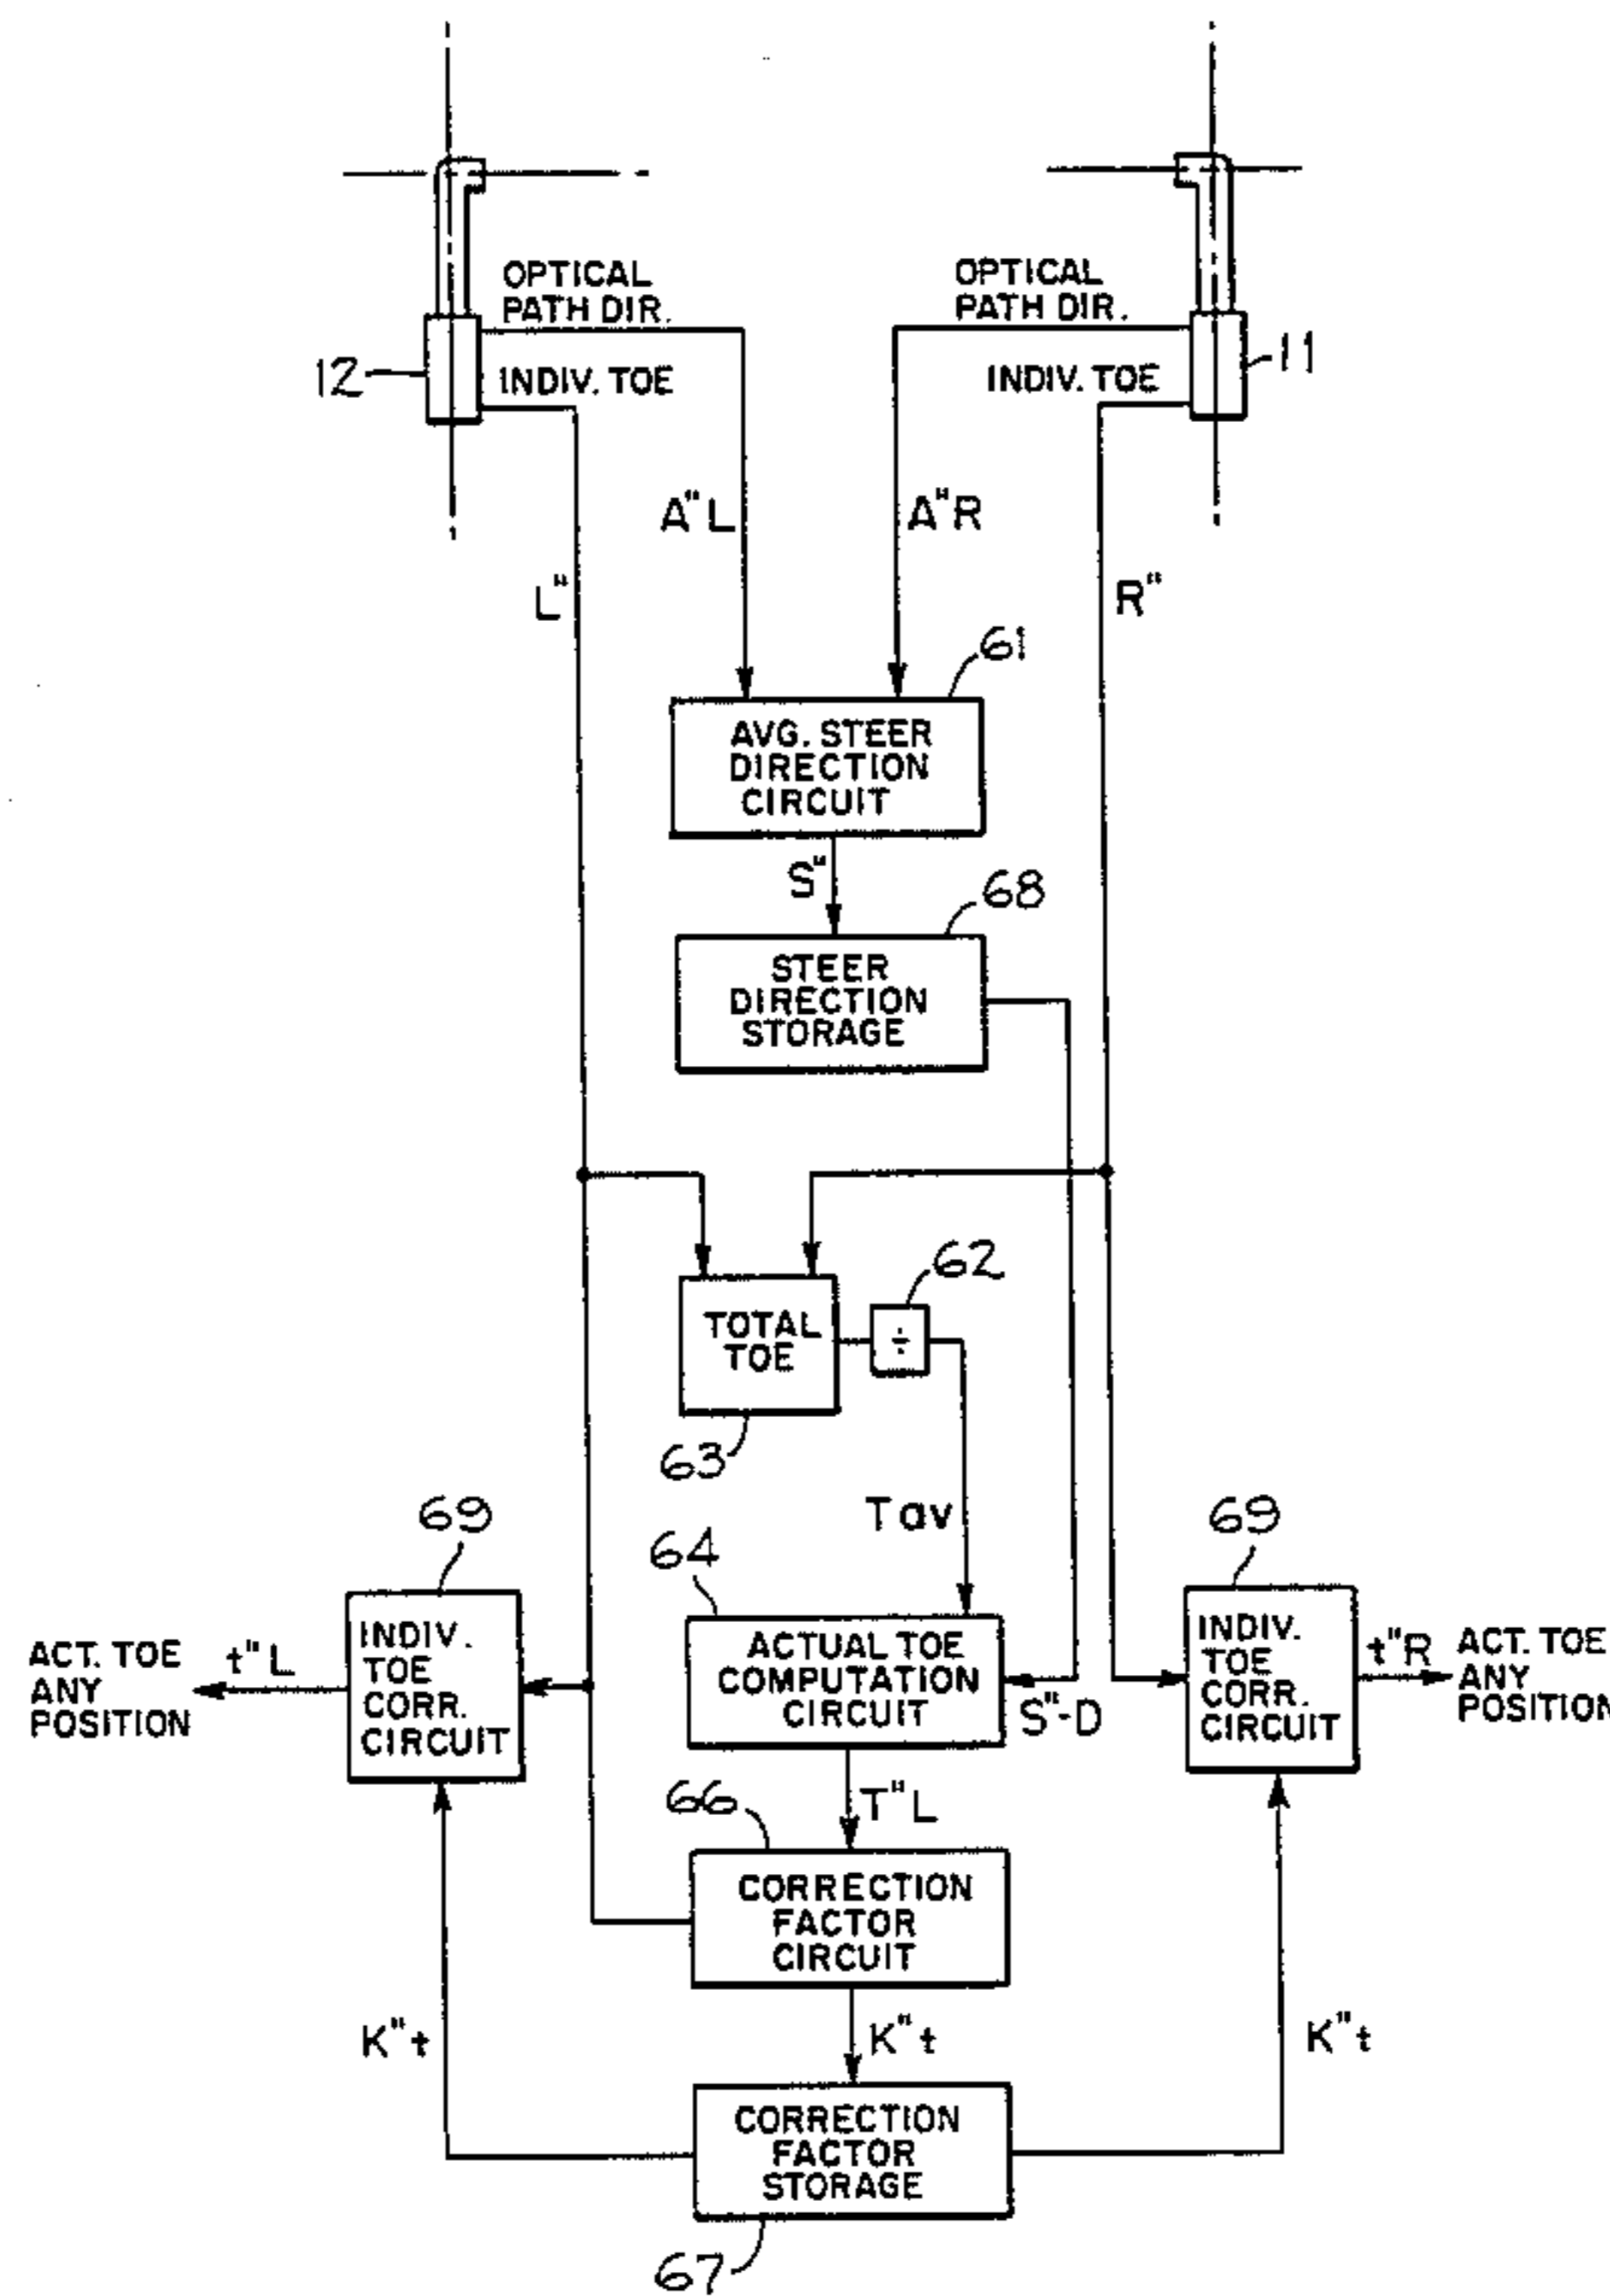 OPTICAL
PATH DIR.
OPTICAL
PATH DIR.
12
INDIV. TOE
INDIV. TOE
11
A"L
A"R
L"
R"
61
AVG. STEER
DIRECTION
CIRCUIT
S"
68
STEER
DIRECTION
STORAGE
62
TOTAL
TOE
÷
63
Tav
69
64
69
ACT. TOE
ANY
POSITION
t"L
INDIV.
TOE
CORR.
CIRCUIT
ACTUAL TOE
COMPUTATION
CIRCUIT
S"-D
INDIV.
TOE
CORR.
CIRCUIT
t"R
ACT. TOE
ANY
POSITION
66
T"L
CORRECTION
FACTOR
CIRCUIT
K"t
K"t
K"t
CORRECTION
FACTOR
STORAGE
67